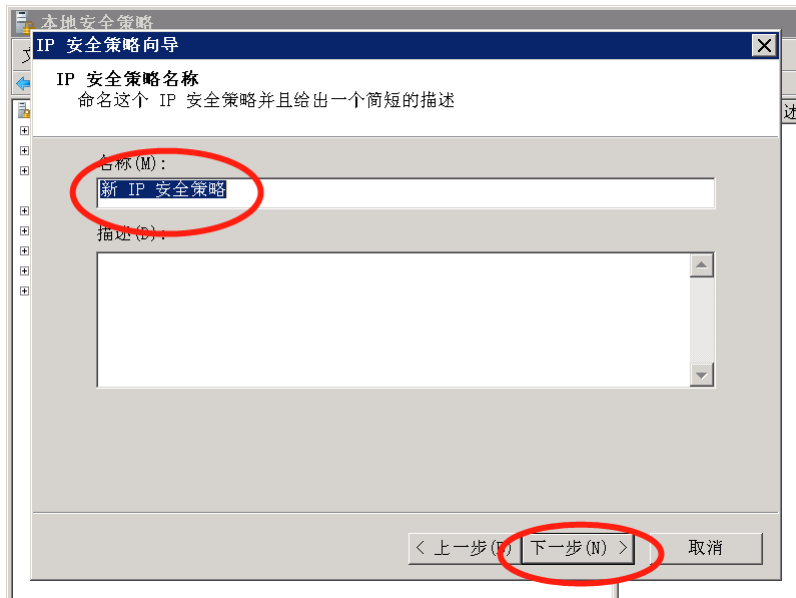 本地安全策略
IP 安全策略向导
IP 安全策略名称
命名这个 IP 安全策略并且给出一个简短的描述
述
名称(M):
新 IP 安全策略
描述(D):
< 上一步(B) 下一步(N) > 取消